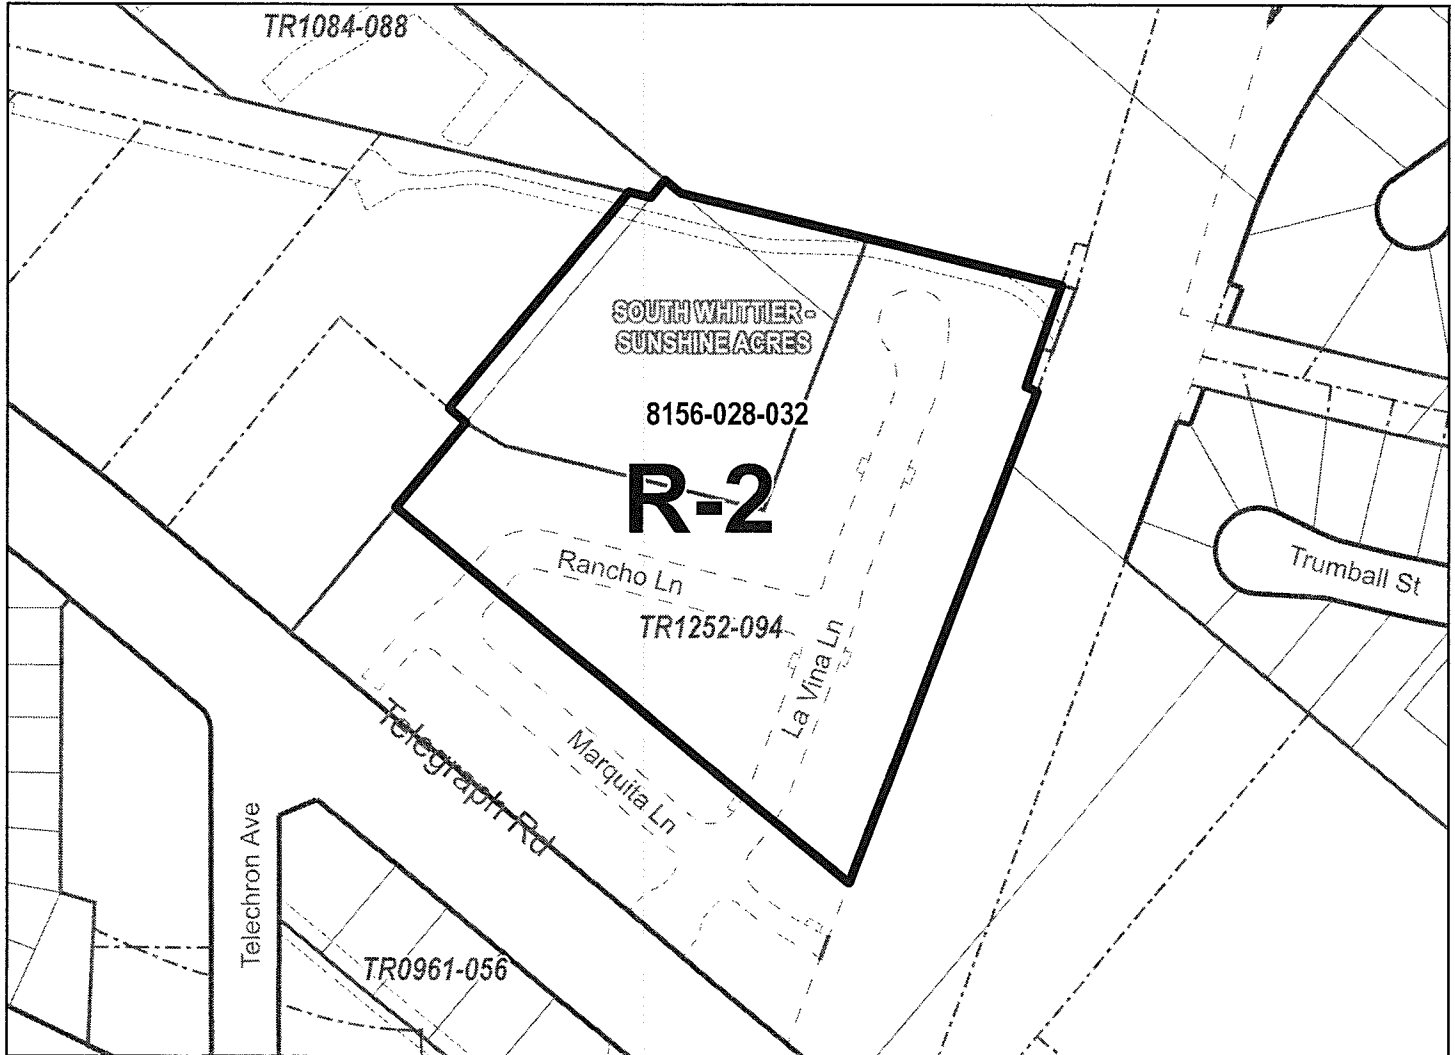 TR1084-088
SOUTH WHITTIER -
SUNSHINE ACRES
8156-028-032
R-2
Rancho Ln
Trumball St
TR1252-094
La Vina Ln
Telegraph Rd
Marquita Ln
Telechron Ave
TR0961-056